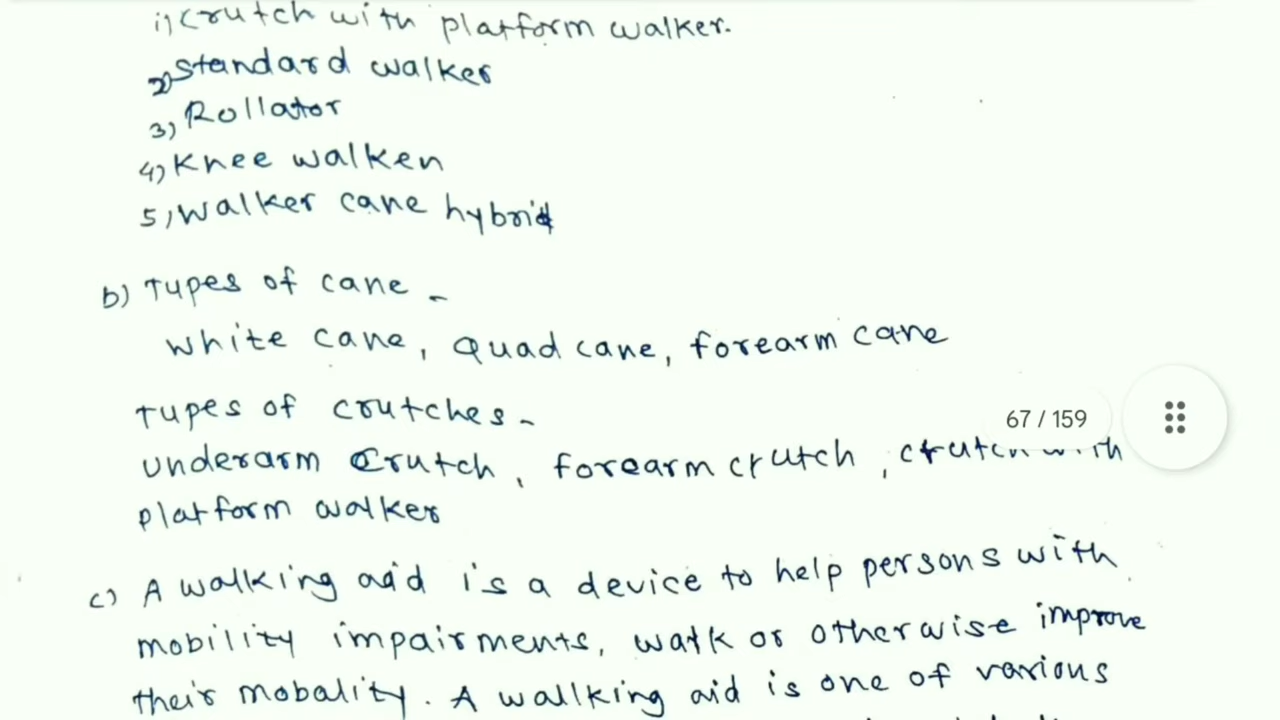 1) Crutch with platform walker.
2) Standard walker
3) Rollator
4) Knee walken
5) Walker cane hybrid
b) Types of cane -
White cane, Quad cane, forearm cane
Types of crutches -
67 / 159
Underarm Crutch, forearm crutch, crutch with
platform walker
c) A walking aid is a device to help persons with
mobility impairments, walk or otherwise improve
their mobality. A wallking aid is one of various